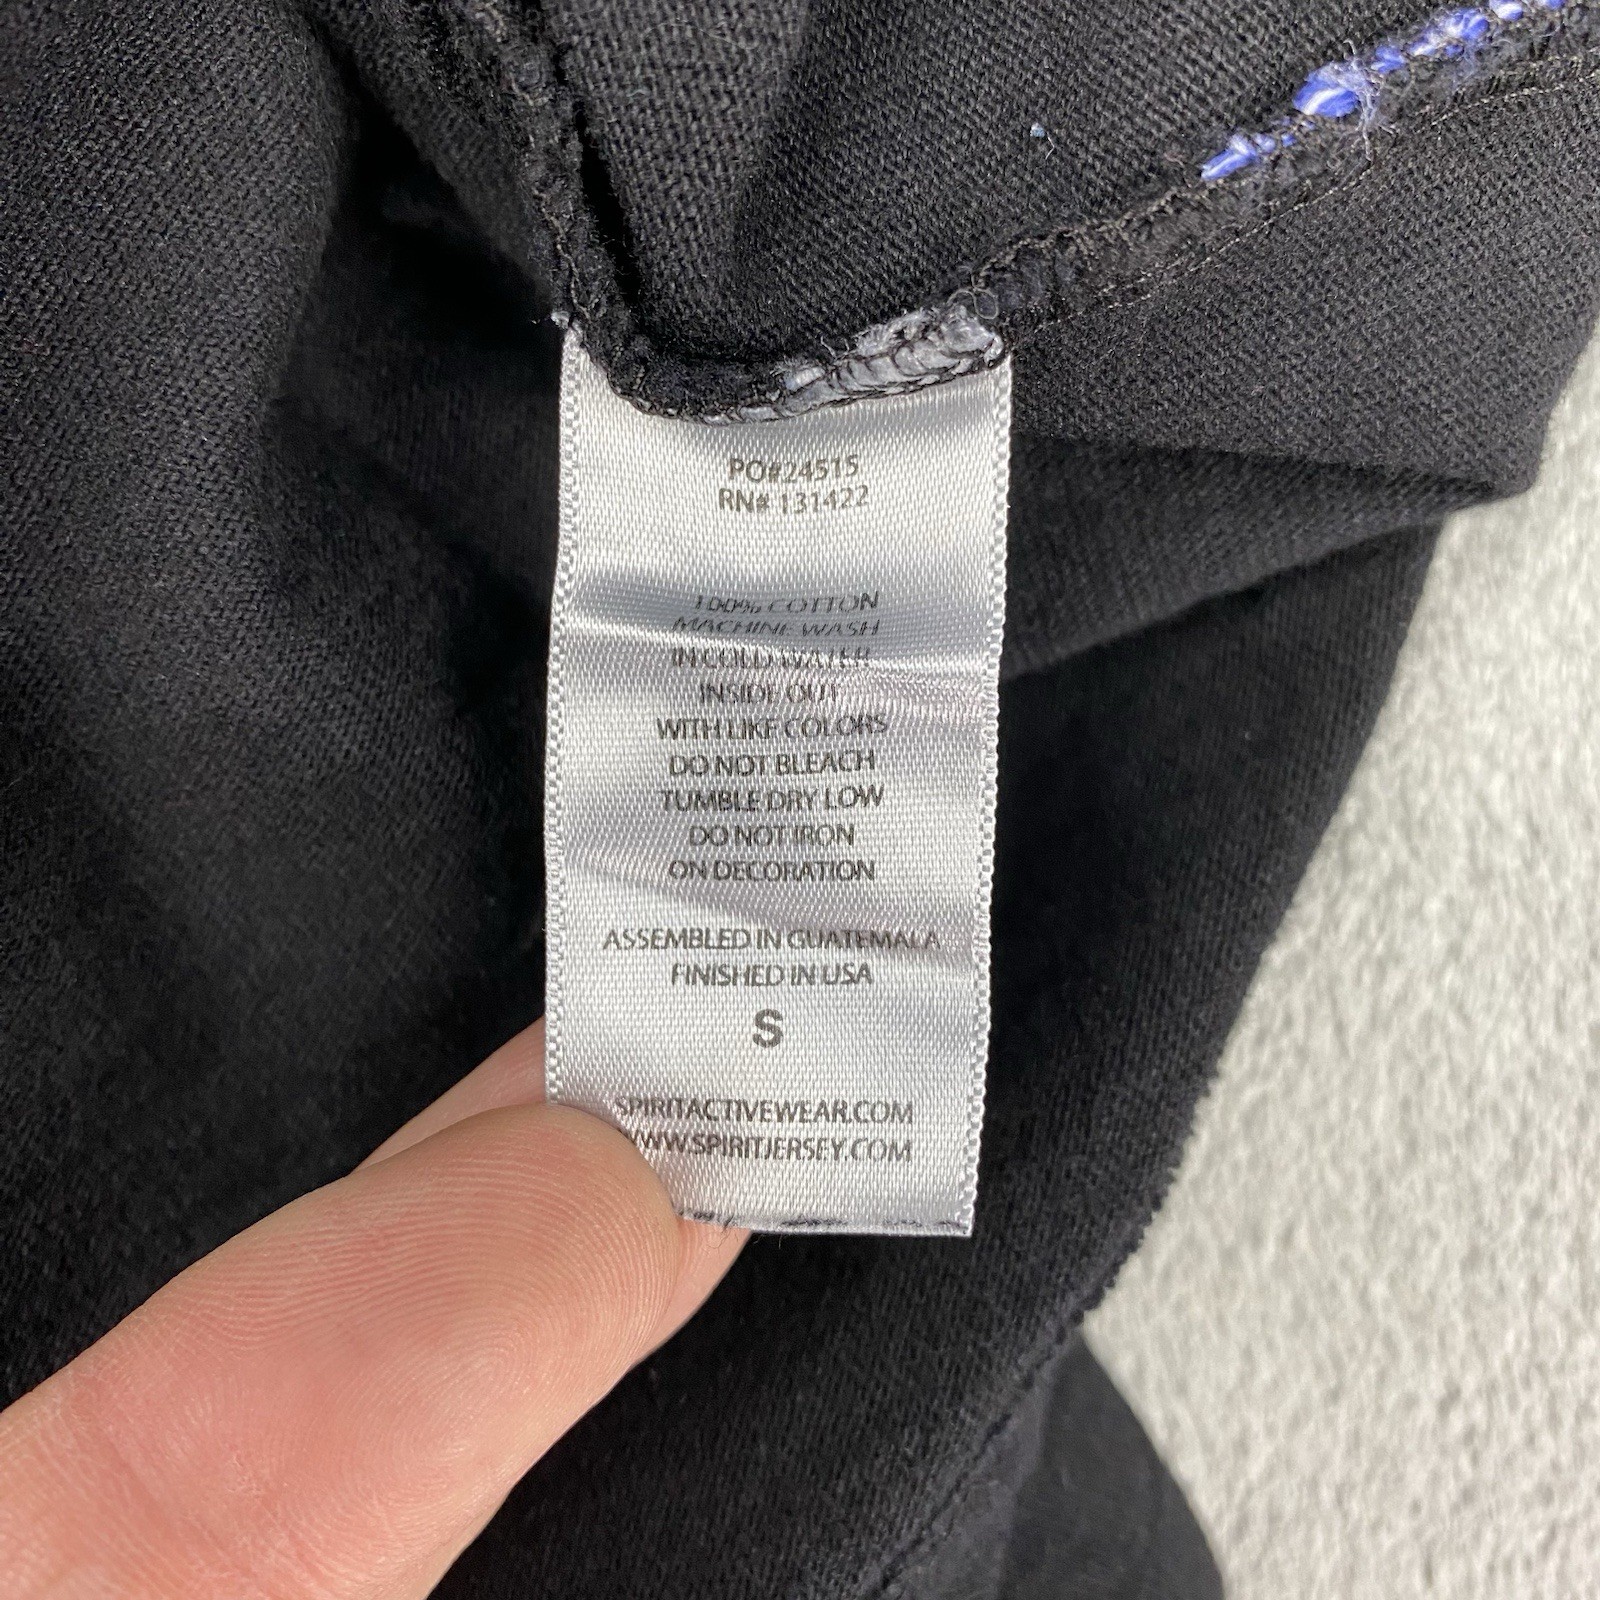 PO#24515
RN# 131422
100% COTTON
MACHINE WASH
IN COLD WATER
INSIDE OUT
WITH LIKE COLORS
DO NOT BLEACH
TUMBLE DRY LOW
DO NOT IRON
ON DECORATION
ASSEMBLED IN GUATEMALA
FINISHED IN USA
S
SPIRITACTIVEWEAR.COM
WWW.SPIRITJERSEY.COM